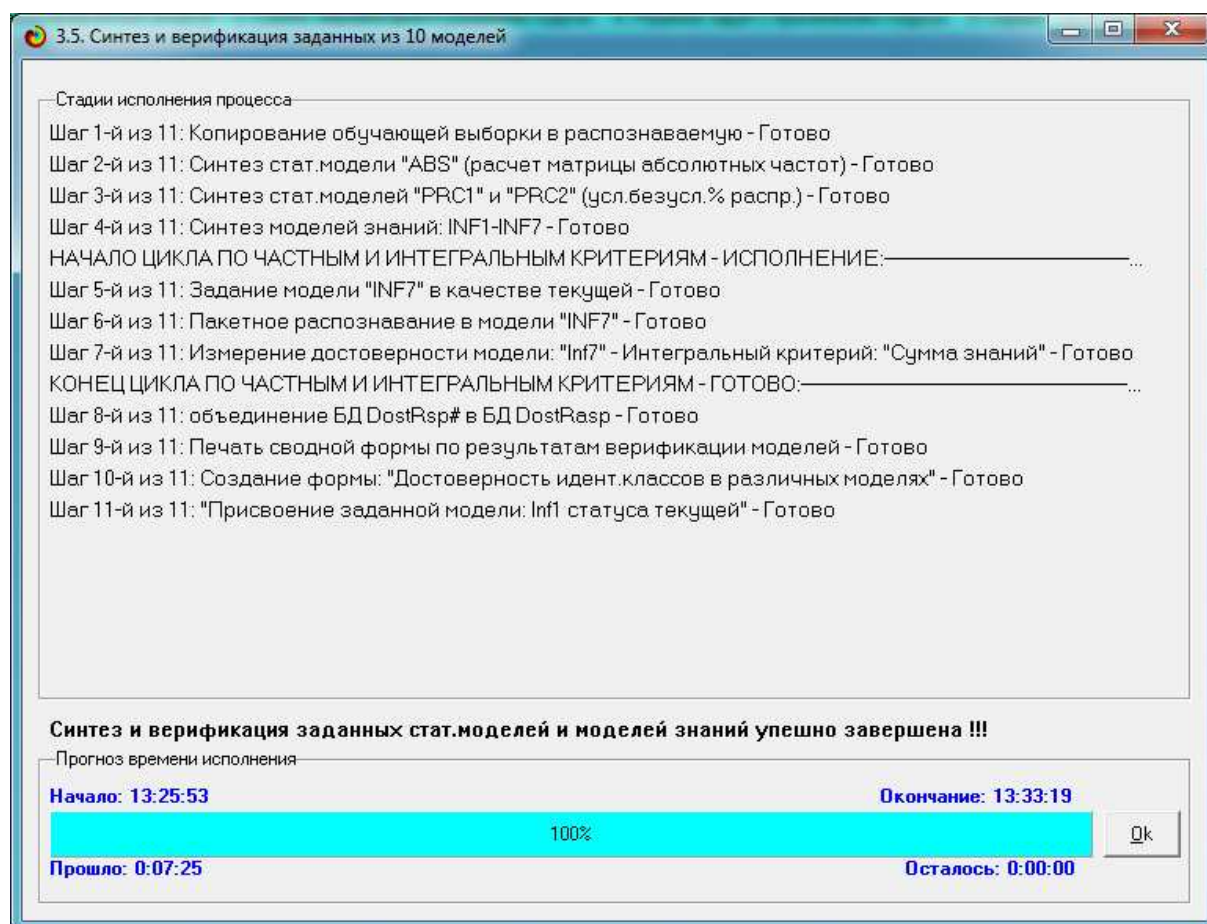 3.5. Синтез и верификация заданных из 10 моделей
Стадии исполнения процесса
Шаг 1-й из 11: Копирование обучающей выборки в распознаваемую - Готово
Шаг 2-й из 11: Синтез стат.модели "ABS" (расчет матрицы абсолютных частот) - Готово
Шаг 3-й из 11: Синтез стат.моделей "PRC1" и "PRC2" (усл.безусл.% распр.) - Готово
Шаг 4-й из 11: Синтез моделей знаний: INF1-INF7 - Готово
НАЧАЛО ЦИКЛА ПО ЧАСТНЫМ И ИНТЕГРАЛЬНЫМ КРИТЕРИЯМ - ИСПОЛНЕНИЕ:────────────...
Шаг 5-й из 11: Задание модели "INF7" в качестве текущей - Готово
Шаг 6-й из 11: Пакетное распознавание в модели "INF7" - Готово
Шаг 7-й из 11: Измерение достоверности модели: "Inf7" - Интегральный критерий: "Сумма знаний" - Готово
КОНЕЦ ЦИКЛА ПО ЧАСТНЫМ И ИНТЕГРАЛЬНЫМ КРИТЕРИЯМ - ГОТОВО:────────────...
Шаг 8-й из 11: объединение БД DostRsp# в БД DostRasp - Готово
Шаг 9-й из 11: Печать сводной формы по результатам верификации моделей - Готово
Шаг 10-й из 11: Создание формы: "Достоверность идент.классов в различных моделях" - Готово
Шаг 11-й из 11: "Присвоение заданной модели: Inf1 статуса текущей" - Готово
Синтез и верификация заданных стат.моделей и моделей знаний упешно завершена !!!
Прогноз времени исполнения
Начало: 13:25:53 Окончание: 13:33:19
100% Ok
Прошло: 0:07:25 Осталось: 0:00:00